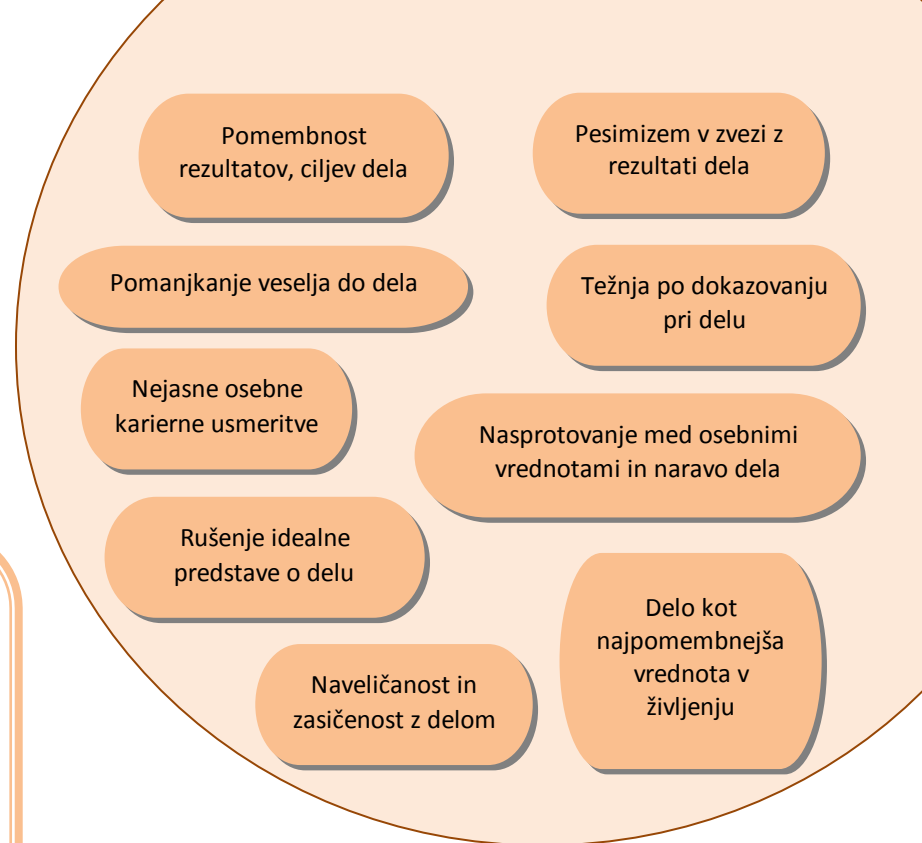 Pomembnost
rezultatov, ciljev dela
Pesimizem v zvezi z
rezultati dela
Pomanjkanje veselja do dela
Težnja po dokazovanju
pri delu
Nejasne osebne
karierne usmeritve
Nasprotovanje med osebnimi
vrednotami in naravo dela
Rušenje idealne
predstave o delu
Delo kot
najpomembnejša
vrednota v
življenju
Naveličanost in
zasičenost z delom